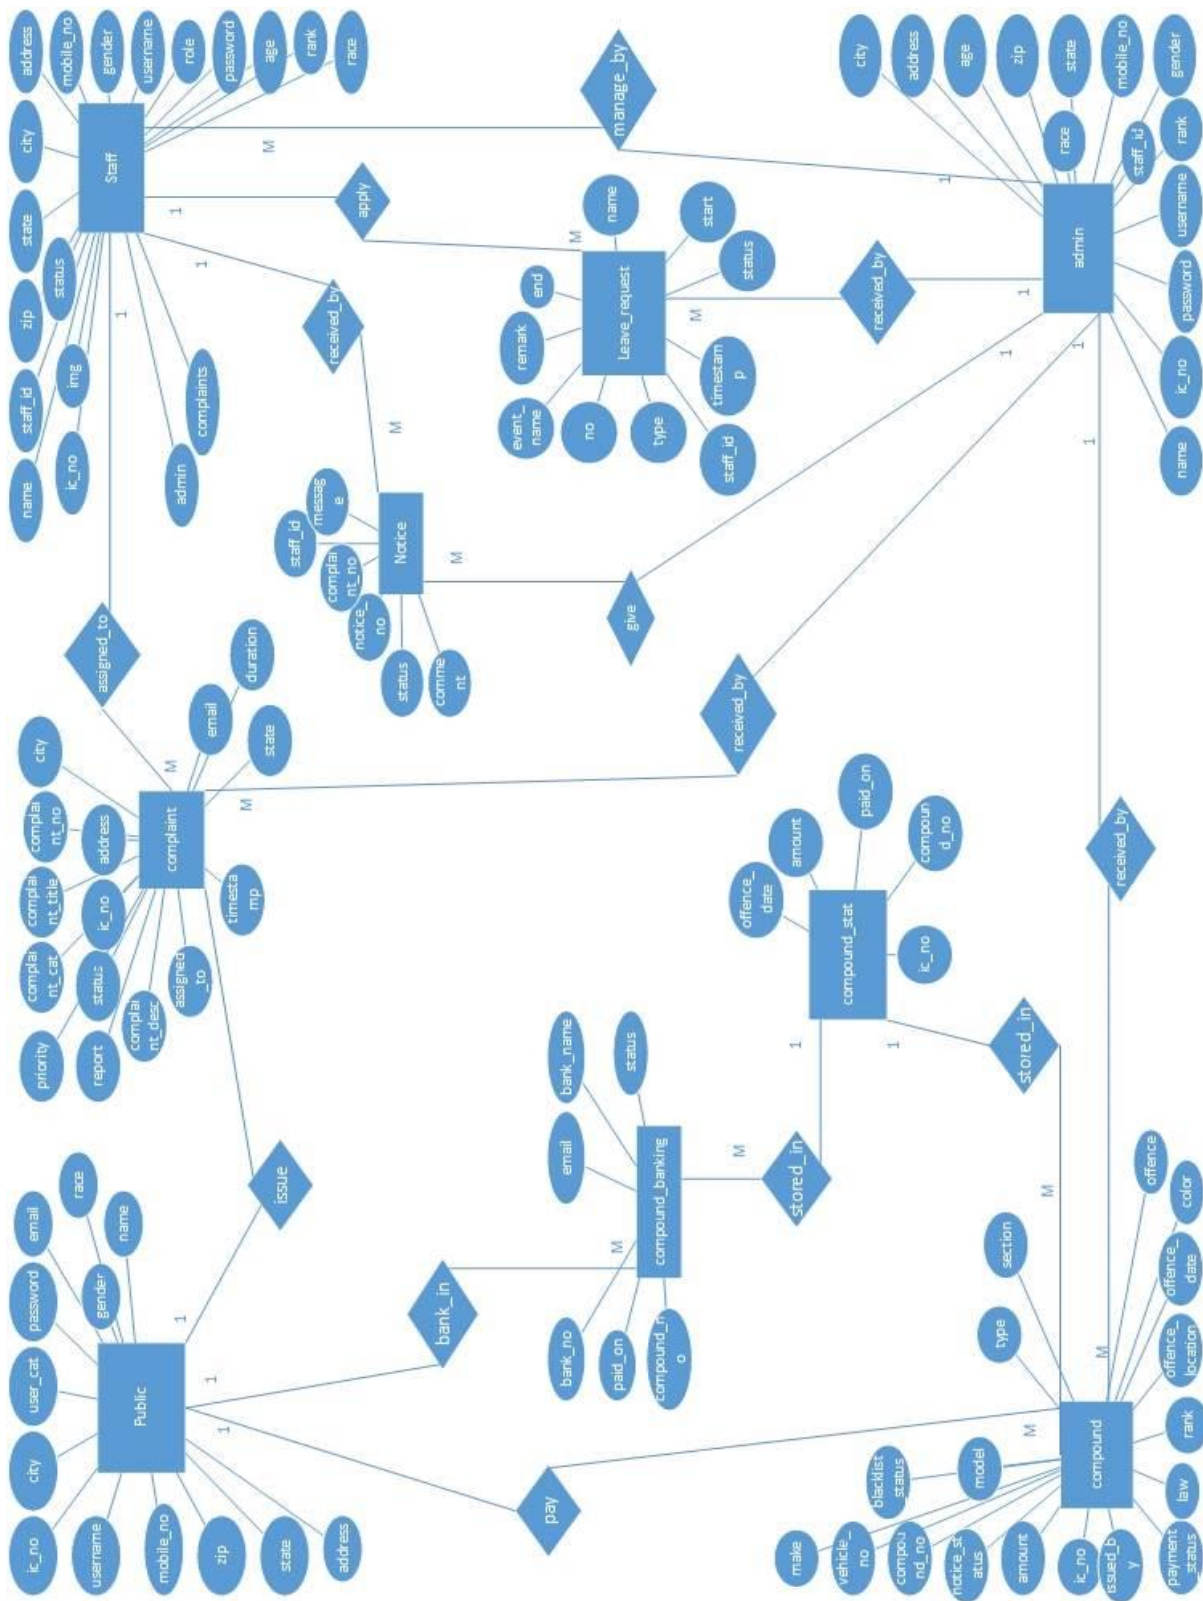 ic_no
city
user_cat
password
email
race
name
gender
username
mobile_no
zip
state
address
Public
1
1
1
issue
bank_in
pay
priority
complai
nt_cat
complai
nt_title
complai
nt_no
city
report
status
ic_no
address
complai
nt_desc
assigned
_to
timesta
mp
complaint
email
duration
state
M
M
assigned_to
name
staff_id
zip
state
city
address
mobile_no
gender
username
role
password
age
rank
race
ic_no
img
status
admin
complaints
Staff
1
1
1
M
received_by
apply
manage_by
staff_id
messag
e
complai
nt_no
notice_
no
status
comme
nt
Notice
M
M
give
event_
name
remark
end
name
start
status
no
type
staff_id
timestam
p
Leave_request
M
M
received_by
bank_no
email
bank_name
status
paid_on
compound_n
o
compound_banking
M
M
stored_in
offence_
date
amount
paid_on
compoun
d_no
ic_no
compound_stat
1
1
stored_in
received_by
received_by
make
vehicle_
no
compou
nd_no
notice_st
atus
amount
ic_no
issued_b
y
payment
_status
law
rank
offence_
location
offence_
date
color
offence
section
type
blacklist
_status
model
compound
M
M
M
city
address
age
zip
state
mobile_no
gender
race
staff_id
rank
username
password
ic_no
name
admin
1
1
1
1
1